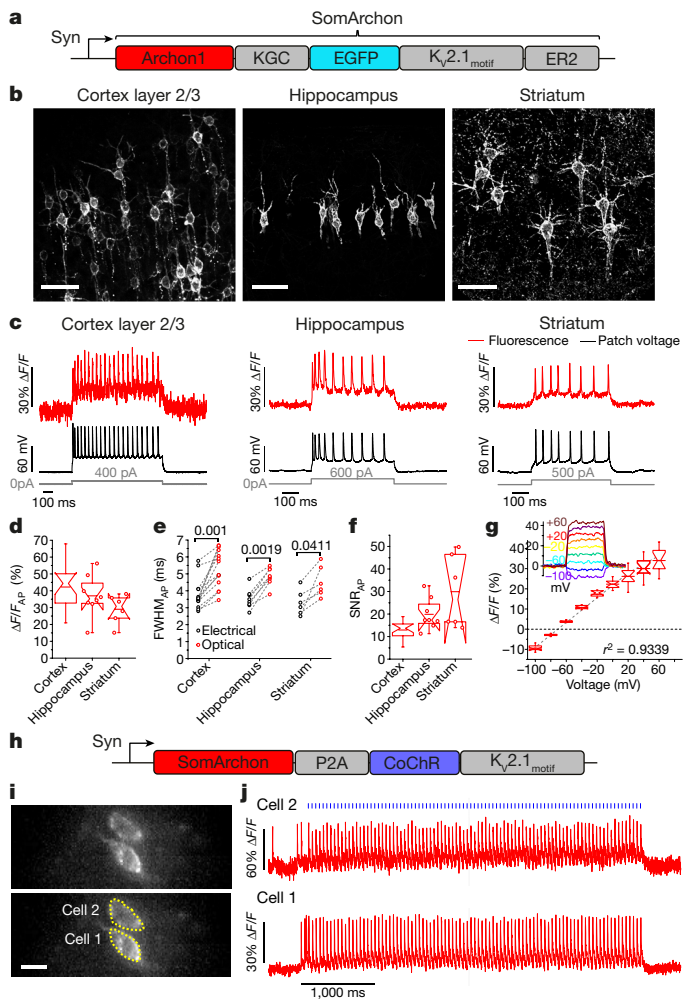 a
SomArchon
Syn
Archon1 KGC EGFP KV2.1motif ER2
b
Cortex layer 2/3 Hippocampus Striatum
c
Cortex layer 2/3 Hippocampus Striatum
Fluorescence Patch voltage
30% ΔF/F 30% ΔF/F 30% ΔF/F
60 mV 60 mV 60 mV
0pA 400 pA 600 pA 500 pA
100 ms 100 ms 100 ms
d
ΔF/FAP (%)
70
60
50
40
30
20
10
0
Cortex
Hippocampus
Striatum
e
FWHMAP (ms)
7
6
5
4
3
2
1
0
0.001
0.0019
0.0411
Electrical
Optical
Cortex
Hippocampus
Striatum
f
SNRAP
50
40
30
20
10
0
Cortex
Hippocampus
Striatum
g
ΔF/F (%)
+60
+20
−20
−60
−100
mV
50
40
30
30
20
10
0
−10
r² = 0.9339
−100 −60 −20 20 60
Voltage (mV)
h
Syn
SomArchon P2A CoChR KV2.1motif
i
Cell 2
Cell 1
j
Cell 2
60% ΔF/F
Cell 1
30% ΔF/F
1,000 ms